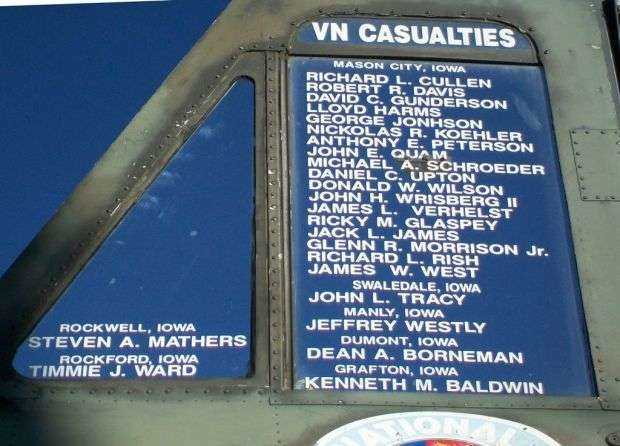 VN CASUALTIES
MASON CITY, IOWA
RICHARD L. CULLEN
ROBERT R. DAVIS
DAVID C. GUNDERSON
LLOYD HARMS
GEORGE JONHSON
NICKOLAS R. KOEHLER
ANTHONY E. PETERSON
JOHN E. QUAM
MICHAEL A. SCHROEDER
DANIEL C. UPTON
DONALD W. WILSON
JOHN H. WRISBERG II
JAMES L. VERHELST
RICKY M. GLASPEY
JACK L. JAMES
GLENN R. MORRISON Jr.
RICHARD L. RISH
JAMES W. WEST
SWALEDALE, IOWA
JOHN L. TRACY
MANLY, IOWA
JEFFREY WESTLY
DUMONT, IOWA
DEAN A. BORNEMAN
GRAFTON, IOWA
KENNETH M. BALDWIN
ROCKWELL, IOWA
STEVEN A. MATHERS
ROCKFORD, IOWA
TIMMIE J. WARD
NATIONAL